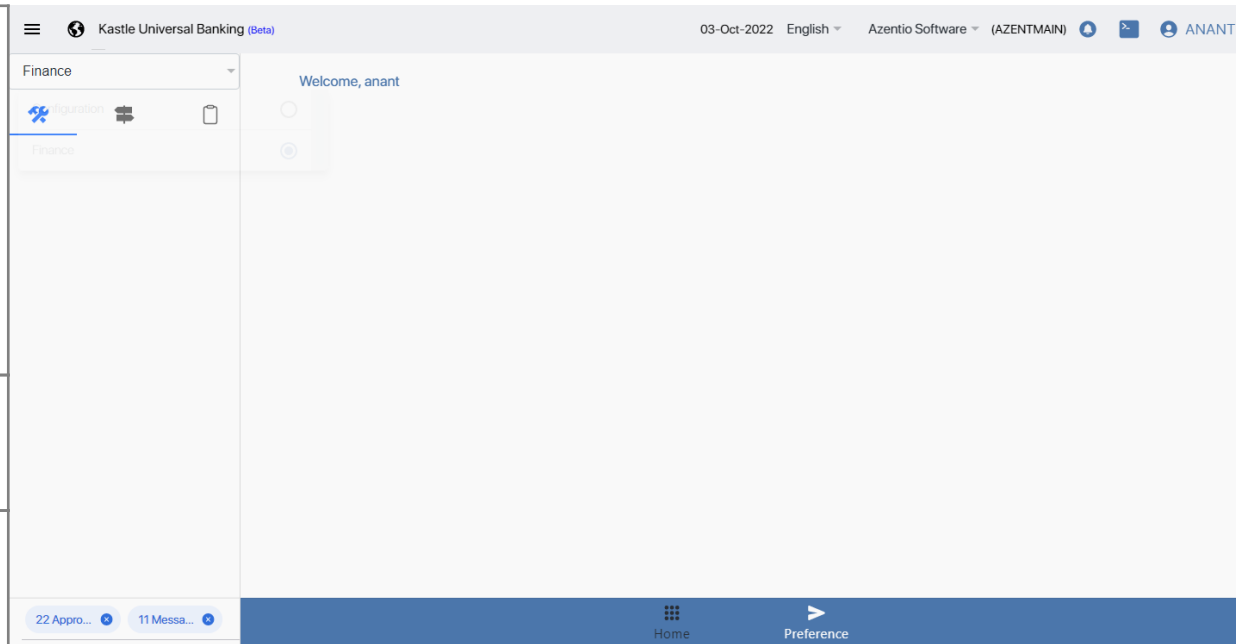 Kastle Universal Banking (Beta) 03-Oct-2022 English Azentio Software (AZENTMAIN) ANANT
Finance
Welcome, anant
figuration
Finance
22 Appro... 11 Messa...
Home Preference